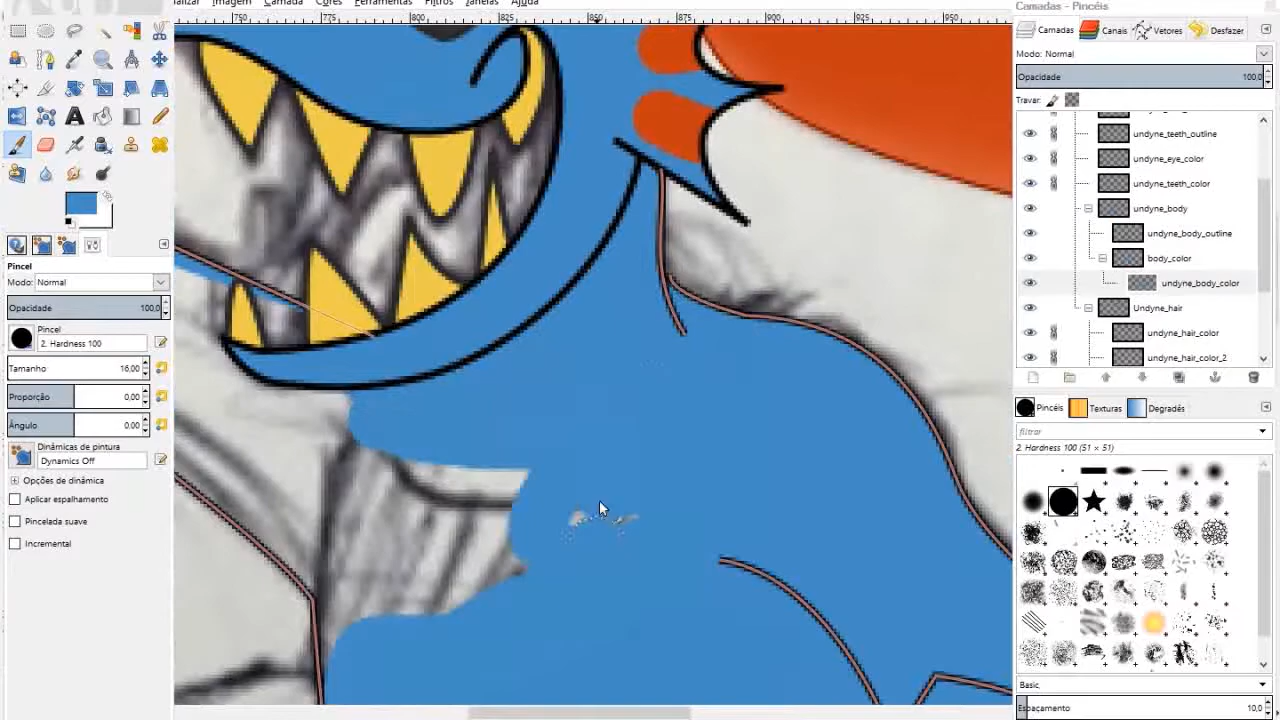 Imagem Camada Cores Ferramentas Filtros Janelas Ajuda
Camadas - Pincéis
750 800 825 850 875 900 925 950
Camadas Canais Vetores Desfazer
Modo: Normal
Opacidade 100,0
Travar:
undyne_teeth_outline
undyne_eye_color
undyne_teeth_color
undyne_body
undyne_body_outline
body_color
undyne_body_color
Undyne_hair
undyne_hair_color
undyne_hair_color_2
Pincel
Modo: Normal
Opacidade 100,0
Pincel
2. Hardness 100
Tamanho 16,00
Proporção 0,00
Ângulo 0,00
Dinâmicas de pintura
Dynamics Off
Opções de dinâmica
Aplicar espalhamento
Pincelada suave
Incremental
Pincéis Texturas Degradês
filtrar
2. Hardness 100 (51 × 51)
Basic,
Espaçamento 10,0